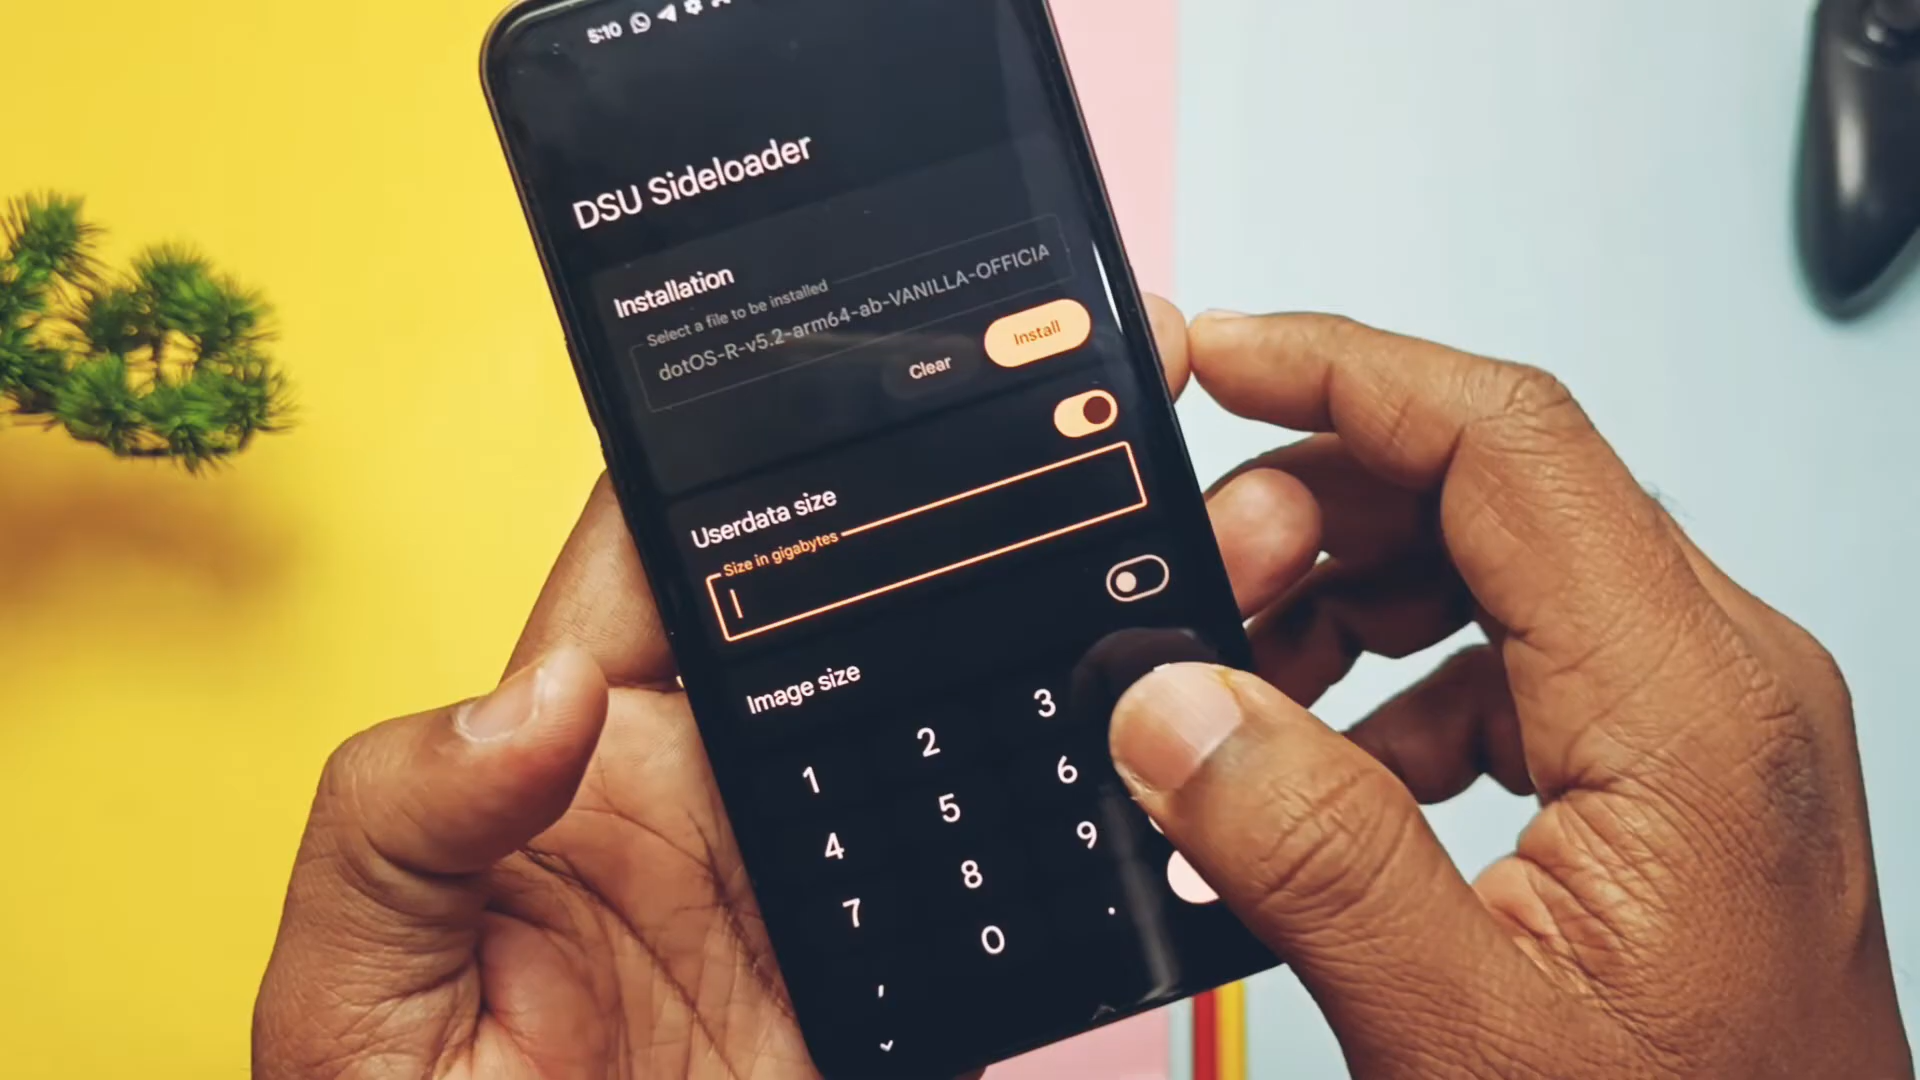 5:10
DSU Sideloader
Installation
Select a file to be installed
dotOS-R-v5.2-arm64-ab-VANILLA-OFFICIA
Clear
Install
Userdata size
Size in gigabytes
Image size
1 2 3
4 5 6
7 8 9
, 0 .